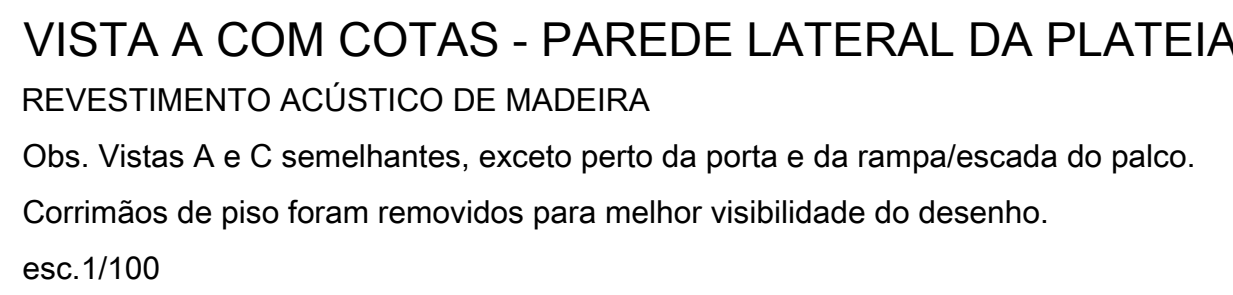 VISTA A COM COTAS - PAREDE LATERAL DA PLATEIA
REVESTIMENTO ACÚSTICO DE MADEIRA
Obs. Vistas A e C semelhantes, exceto perto da porta e da rampa/escada do palco.
Corrimãos de piso foram removidos para melhor visibilidade do desenho.
esc.1/100